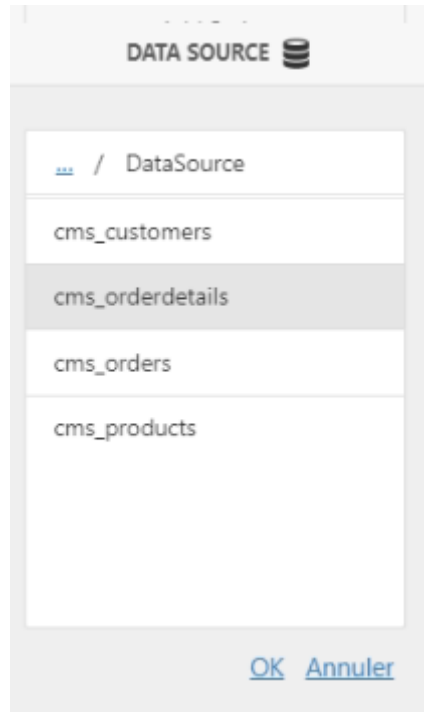 DATA SOURCE
... / DataSource
cms_customers
cms_orderdetails
cms_orders
cms_products
OK Annuler